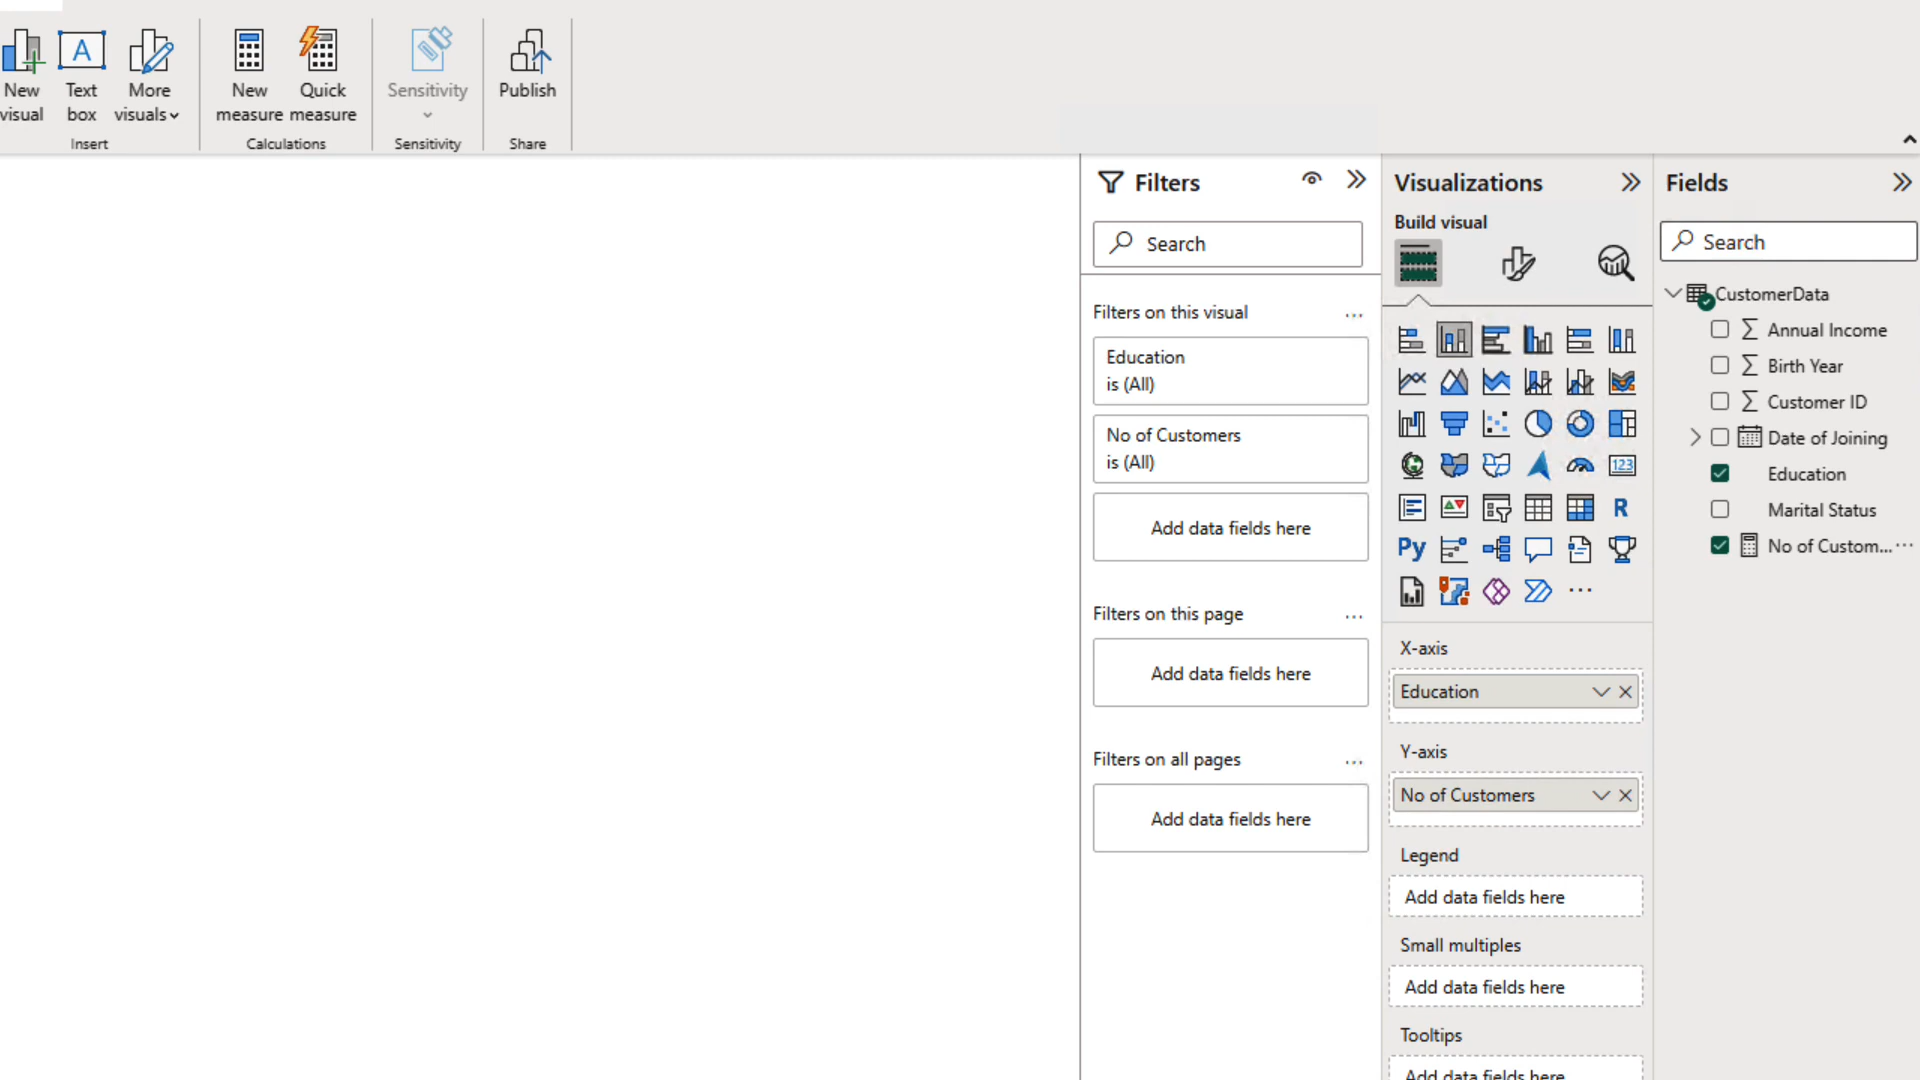 New
visual
Text
box
More
visuals
Insert
New
measure
Quick
measure
Calculations
Sensitivity
Sensitivity
Publish
Share
Filters
Search
Filters on this visual
Education
is (All)
No of Customers
is (All)
Add data fields here
Filters on this page
Add data fields here
Filters on all pages
Add data fields here
Visualizations
Build visual
123
R
Py
X-axis
Education
Y-axis
No of Customers
Legend
Add data fields here
Small multiples
Add data fields here
Tooltips
Add data fields here
Fields
Search
CustomerData
Annual Income
Birth Year
Customer ID
Date of Joining
Education
Marital Status
No of Custom...